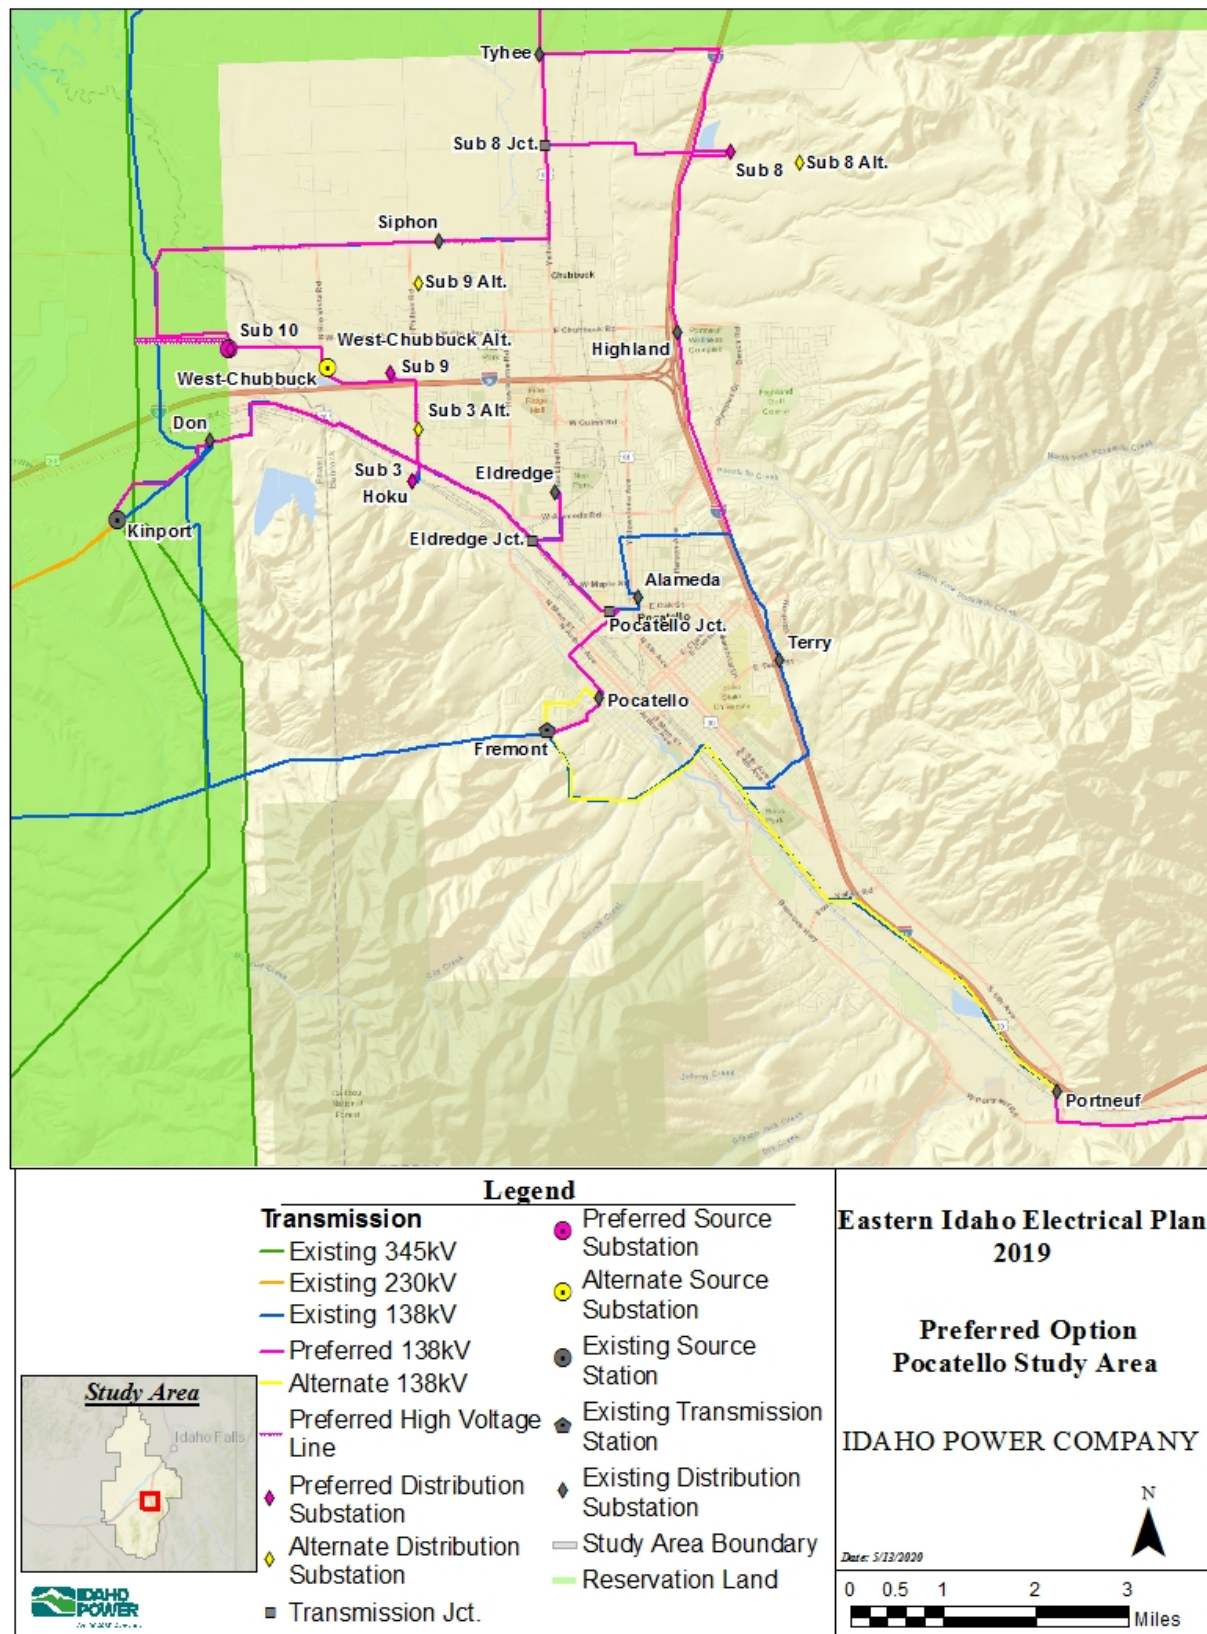 Tyhee
Sub 8 Jct.
Sub 8
Sub 8 Alt.
Siphon
Sub 9 Alt.
Chubbuck
Sub 10
West-Chubbuck Alt.
E Chubbuck Rd
Highland
West-Chubbuck
Sub 9
Sub 3 Alt.
Don
W Quinn Rd
Sub 3
Hoku
Eldredge
Kinport
Eldredge Jct.
Alameda
Pocatello
Pocatello Jct.
Terry
Pocatello
Fremont
Portneuf
Legend
Transmission
Existing 345kV
Existing 230kV
Existing 138kV
Preferred 138kV
Alternate 138kV
Preferred High Voltage
Line
Preferred Distribution
Substation
Alternate Distribution
Substation
Transmission Jct.
Preferred Source
Substation
Alternate Source
Substation
Existing Source
Station
Existing Transmission
Station
Existing Distribution
Substation
Study Area Boundary
Reservation Land
Study Area
Idaho Falls
IDAHO
POWER
Eastern Idaho Electrical Plan
2019
Preferred Option
Pocatello Study Area
IDAHO POWER COMPANY
N
Date: 5/13/2020
0 0.5 1 2 3
Miles